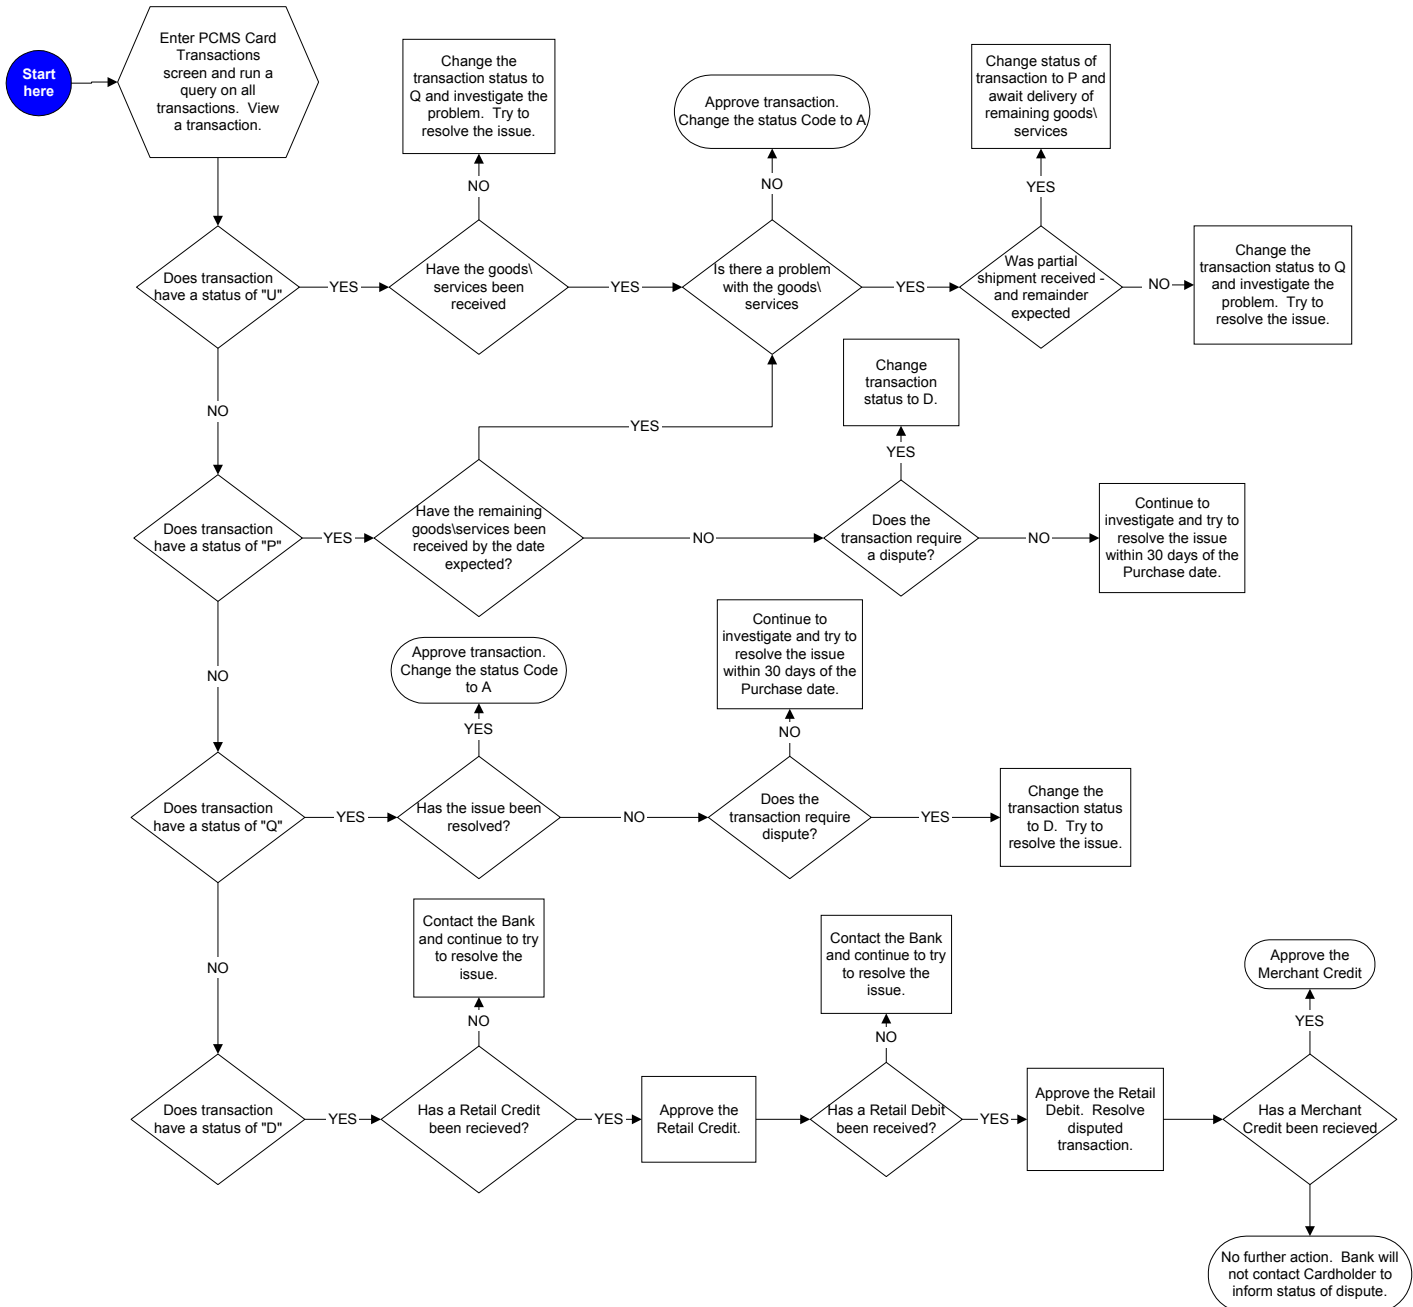 Start
here
Enter PCMS Card
Transactions
screen and run a
query on all
transactions.  View
a transaction.
Change the
transaction status to
Q and investigate the
problem.  Try to
resolve the issue.
Approve transaction.
Change the status Code to A
Change status of
transaction to P and
await delivery of
remaining goods\
services
NO
NO
YES
Does transaction
have a status of "U"
YES
Have the goods\
services been
received
YES
Is there a problem
with the goods\
services
YES
Was partial
shipment received -
and remainder
expected
NO
Change the
transaction status to Q
and investigate the
problem.  Try to
resolve the issue.
NO
YES
Change
transaction
status to D.
YES
Does transaction
have a status of "P"
YES
Have the remaining
goods\services been
received by the date
expected?
NO
Does the
transaction require
a dispute?
NO
Continue to
investigate and try to
resolve the issue
within 30 days of the
Purchase date.
NO
Approve transaction.
Change the status Code
to A
YES
Continue to
investigate and try to
resolve the issue
within 30 days of the
Purchase date.
NO
Does transaction
have a status of "Q"
YES
Has the issue been
resolved?
NO
Does the
transaction require
dispute?
YES
Change the
transaction status
to D.  Try to
resolve the issue.
NO
Contact the Bank
and continue to try
to resolve the
issue.
NO
Contact the Bank
and continue to try
to resolve the
issue.
NO
Approve the
Merchant Credit
YES
Does transaction
have a status of "D"
YES
Has a Retail Credit
been recieved?
YES
Approve the
Retail Credit.
Has a Retail Debit
been received?
YES
Approve the Retail
Debit.  Resolve
disputed
transaction.
Has a Merchant
Credit been recieved
No further action.  Bank will
not contact Cardholder to
inform status of dispute.